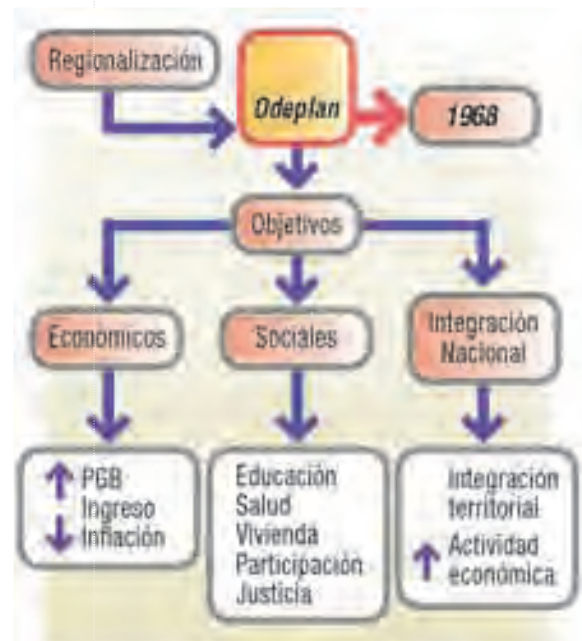 Regionalización
Odeplan
1968
Objetivos
Económicos
Sociales
Integración
Nacional
PGB
Ingreso
Inflación
Educación
Salud
Vivienda
Participación
Justicia
Integración
territorial
Actividad
económica